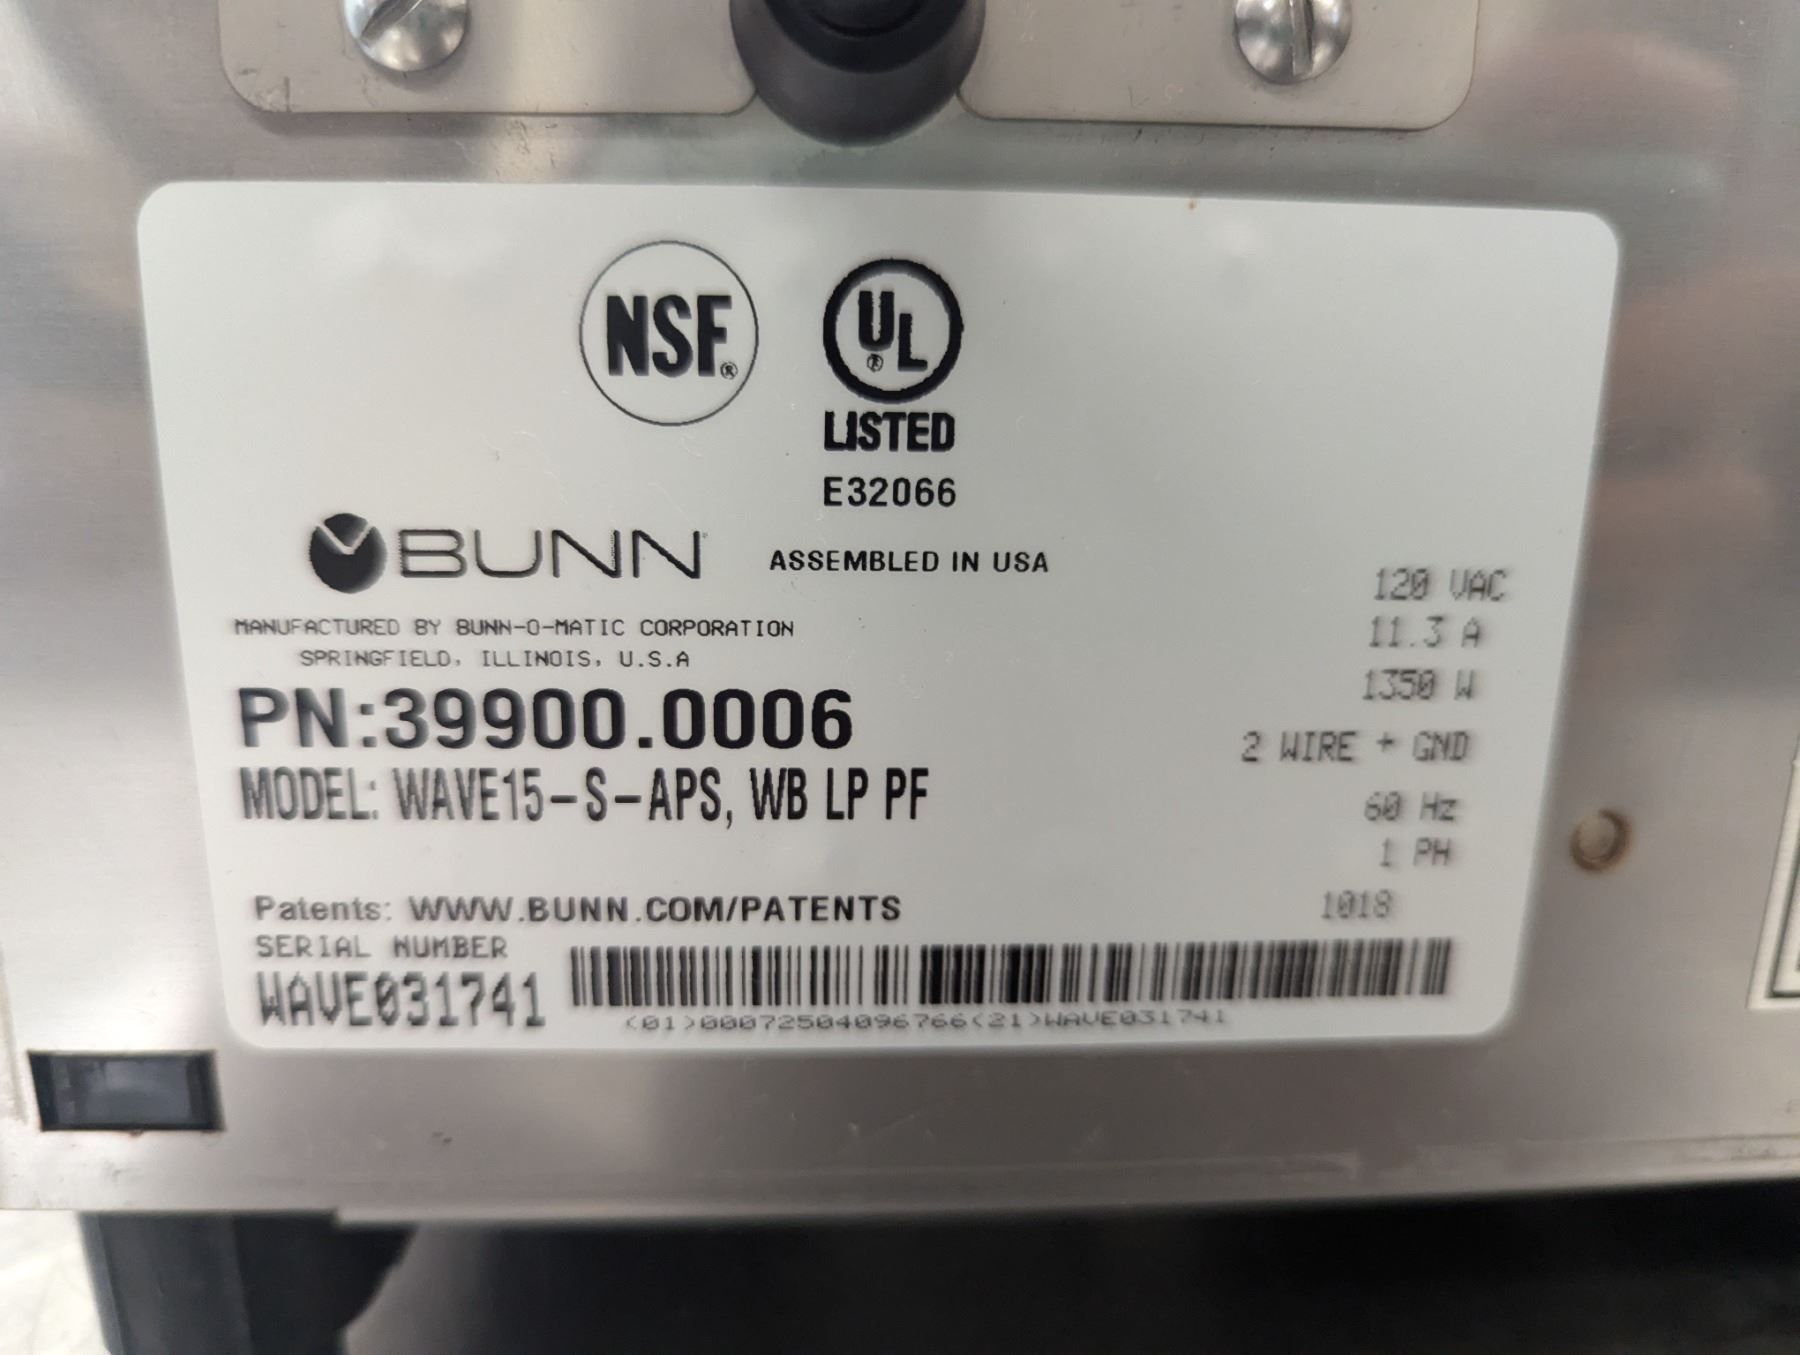 NSF®
UL®
LISTED
E32066
BUNN®
ASSEMBLED IN USA
MANUFACTURED BY BUNN-O-MATIC CORPORATION
SPRINGFIELD, ILLINOIS, U.S.A
PN:39900.0006
MODEL: WAVE15-S-APS, WB LP PF
120 VAC
11.3 A
1350 W
2 WIRE + GND
60 Hz
1 PH
1018
Patents: WWW.BUNN.COM/PATENTS
SERIAL NUMBER
WAVE031741
(01)00072504096766(21)WAVE031741